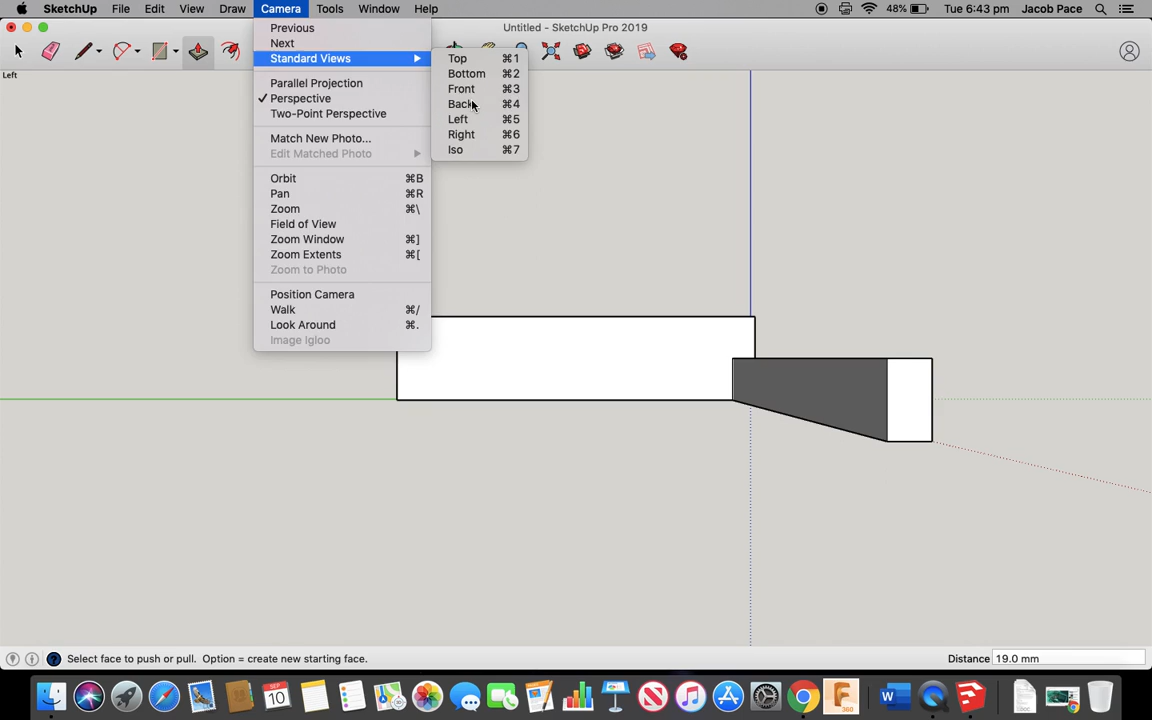 SketchUp File Edit View Draw Camera Tools Window Help 48% Tue 6:43 pm Jacob Pace
Untitled - SketchUp Pro 2019
Left
Previous
Next
Standard Views
Parallel Projection
✓ Perspective
Two-Point Perspective
Match New Photo...
Edit Matched Photo
Orbit ⌘B
Pan ⌘R
Zoom ⌘\
Field of View
Zoom Window ⌘]
Zoom Extents ⌘[
Zoom to Photo
Position Camera
Walk ⌘/
Look Around ⌘.
Image Igloo
Top ⌘1
Bottom ⌘2
Front ⌘3
Back ⌘4
Left ⌘5
Right ⌘6
Iso ⌘7
Select face to push or pull. Option = create new starting face.
Distance 19.0 mm
SEP
10
F
360
W